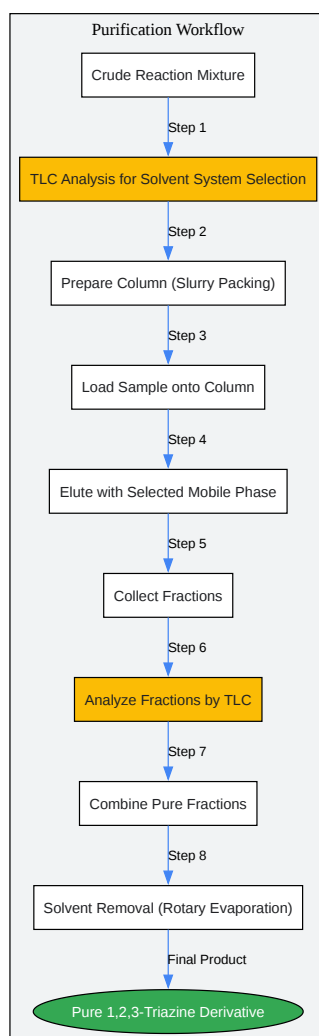 Purification Workflow
Crude Reaction Mixture
Step 1
TLC Analysis for Solvent System Selection
Step 2
Prepare Column (Slurry Packing)
Step 3
Load Sample onto Column
Step 4
Elute with Selected Mobile Phase
Step 5
Collect Fractions
Step 6
Analyze Fractions by TLC
Step 7
Combine Pure Fractions
Step 8
Solvent Removal (Rotary Evaporation)
Final Product
Pure 1,2,3-Triazine Derivative